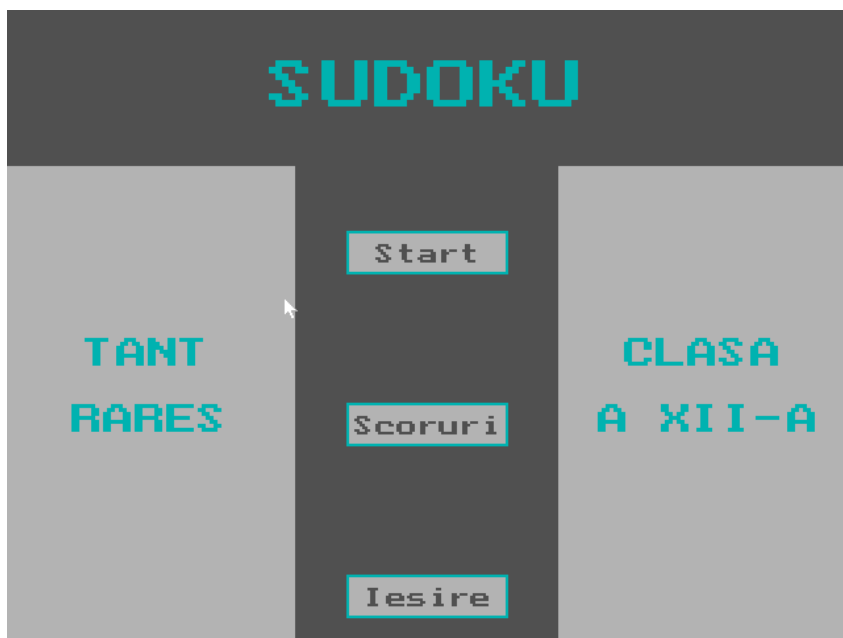 SUDOKU
Start
TANT
RARES
CLASA
A XII-A
Scoruri
Iesire